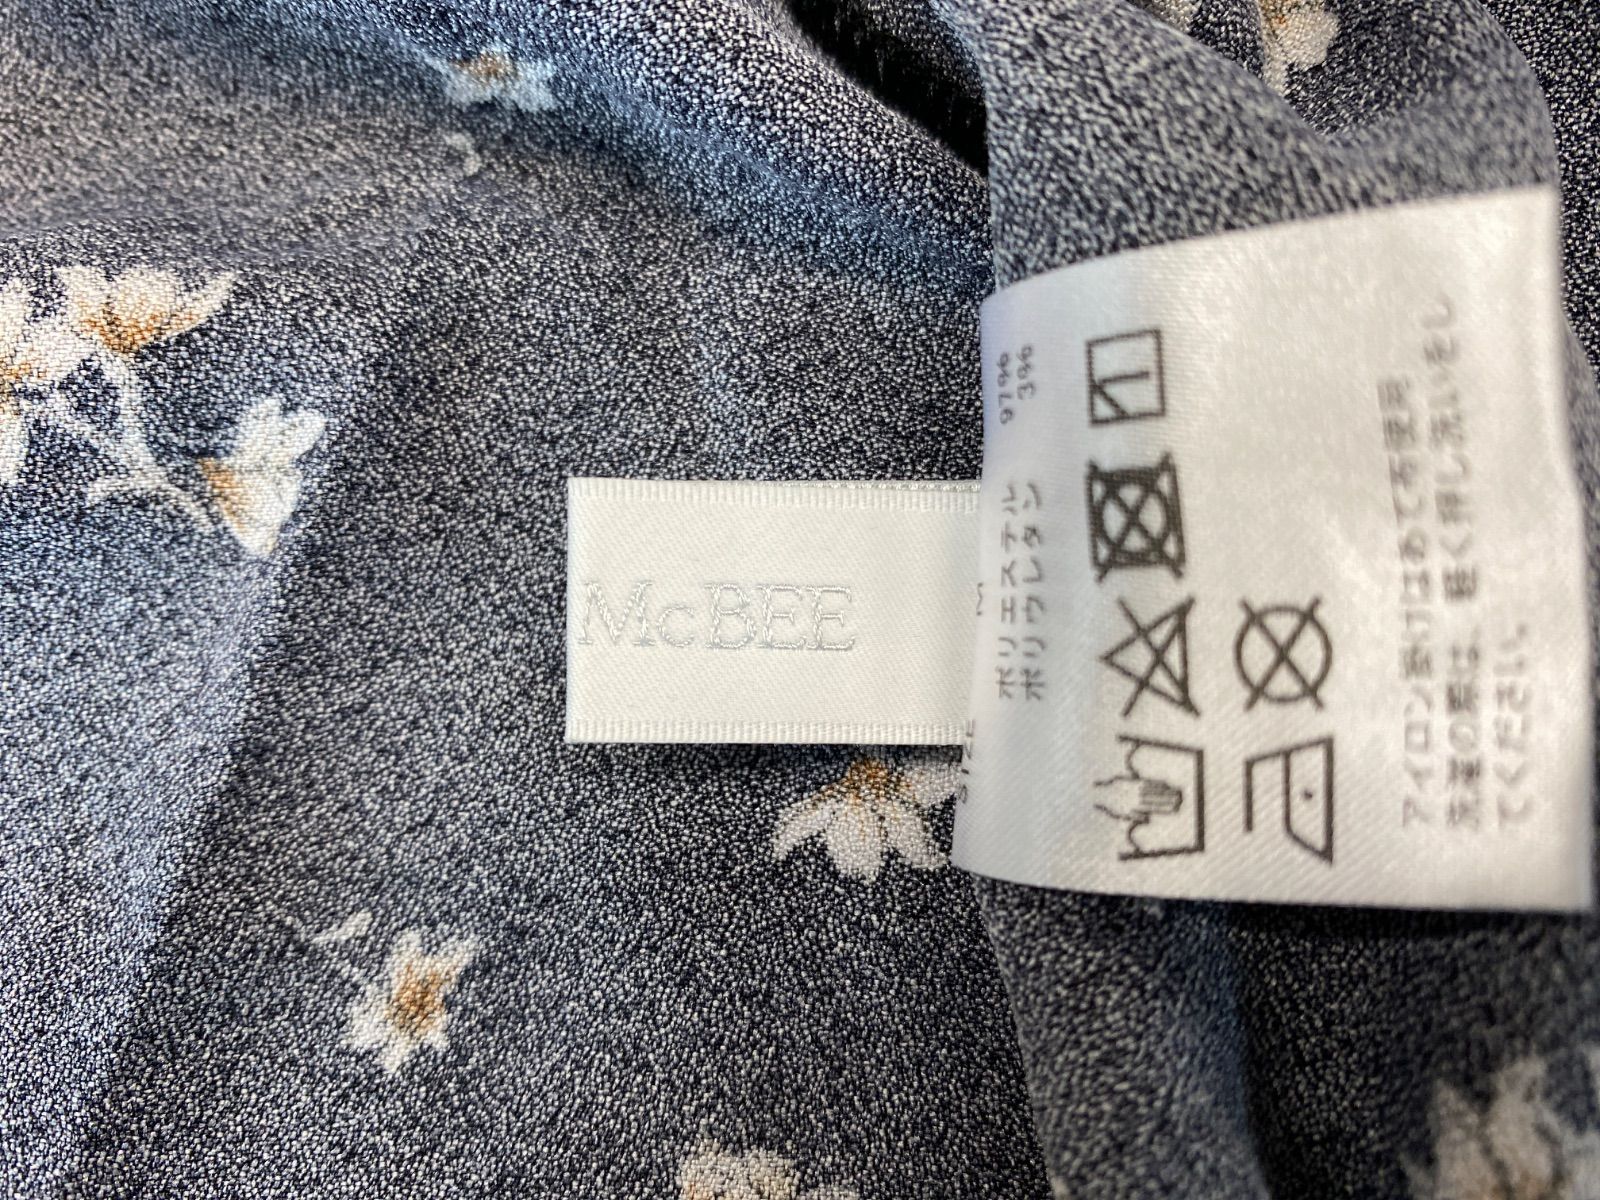 McBEE
SIZE M
ポリエステル 97%
ポリウレタン 3%
アイロン掛けはあて布使用
洗濯の際は、軽く押し洗いをし
てください。